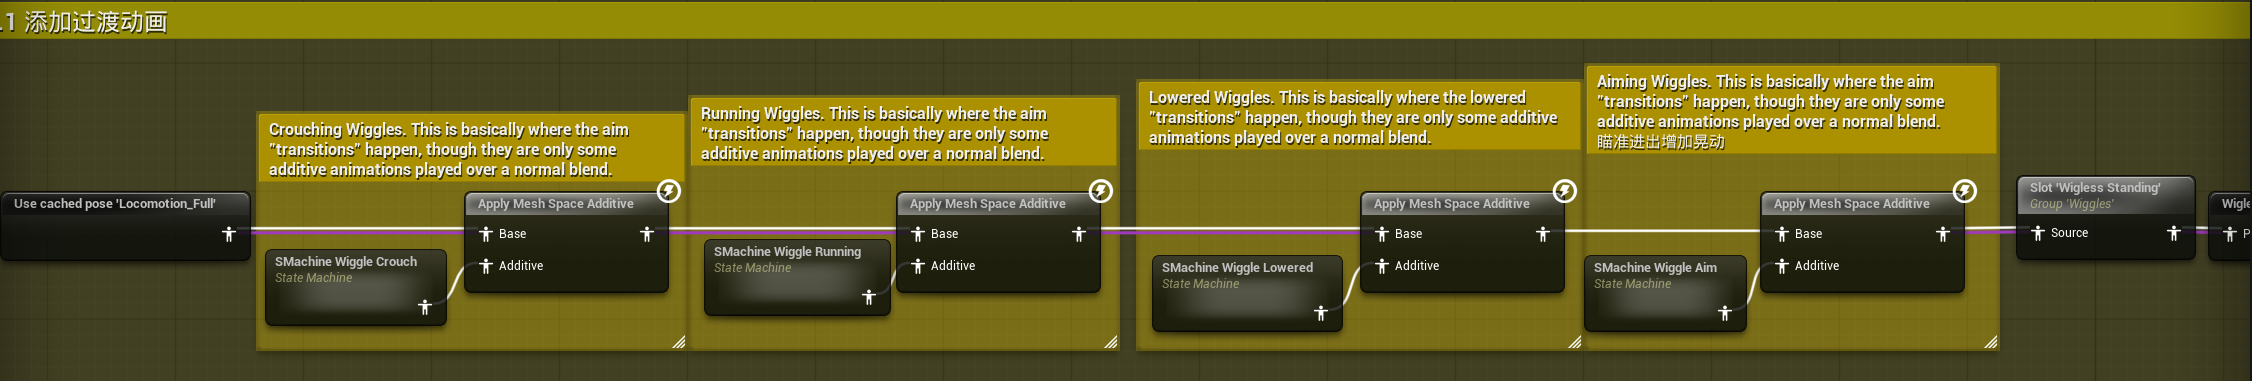 .1 添加过渡动画
Crouching Wiggles. This is basically where the aim
"transitions" happen, though they are only some
additive animations played over a normal blend.
Running Wiggles. This is basically where the aim
"transitions" happen, though they are only some
additive animations played over a normal blend.
Lowered Wiggles. This is basically where the lowered
"transitions" happen, though they are only some additive
animations played over a normal blend.
Aiming Wiggles. This is basically where the aim
"transitions" happen, though they are only some
additive animations played over a normal blend.
瞄准进出增加晃动
Use cached pose 'Locomotion_Full'
SMachine Wiggle Crouch
State Machine
Apply Mesh Space Additive
Base
Additive
SMachine Wiggle Running
State Machine
Apply Mesh Space Additive
Base
Additive
SMachine Wiggle Lowered
State Machine
Apply Mesh Space Additive
Base
Additive
SMachine Wiggle Aim
State Machine
Apply Mesh Space Additive
Base
Additive
Slot 'Wigless Standing'
Group 'Wiggles'
Source